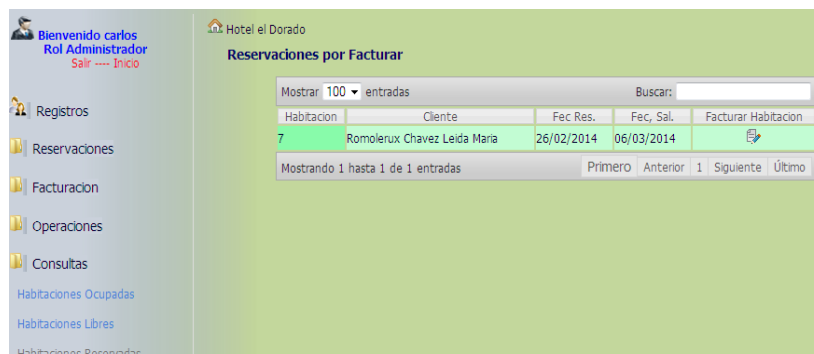 Bienvenido carlos
Rol Administrador
Salir ---- Inicio
Registros
Reservaciones
Facturacion
Operaciones
Consultas
Habitaciones Ocupadas
Habitaciones Libres
Habitaciones Reservadas
Hotel el Dorado
Reservaciones por Facturar
Mostrar 100 entradas Buscar:
Habitacion Cliente Fec Res. Fec, Sal. Facturar Habitacion
7 Romolerux Chavez Leida Maria 26/02/2014 06/03/2014
Mostrando 1 hasta 1 de 1 entradas Primero Anterior 1 Siguiente Último